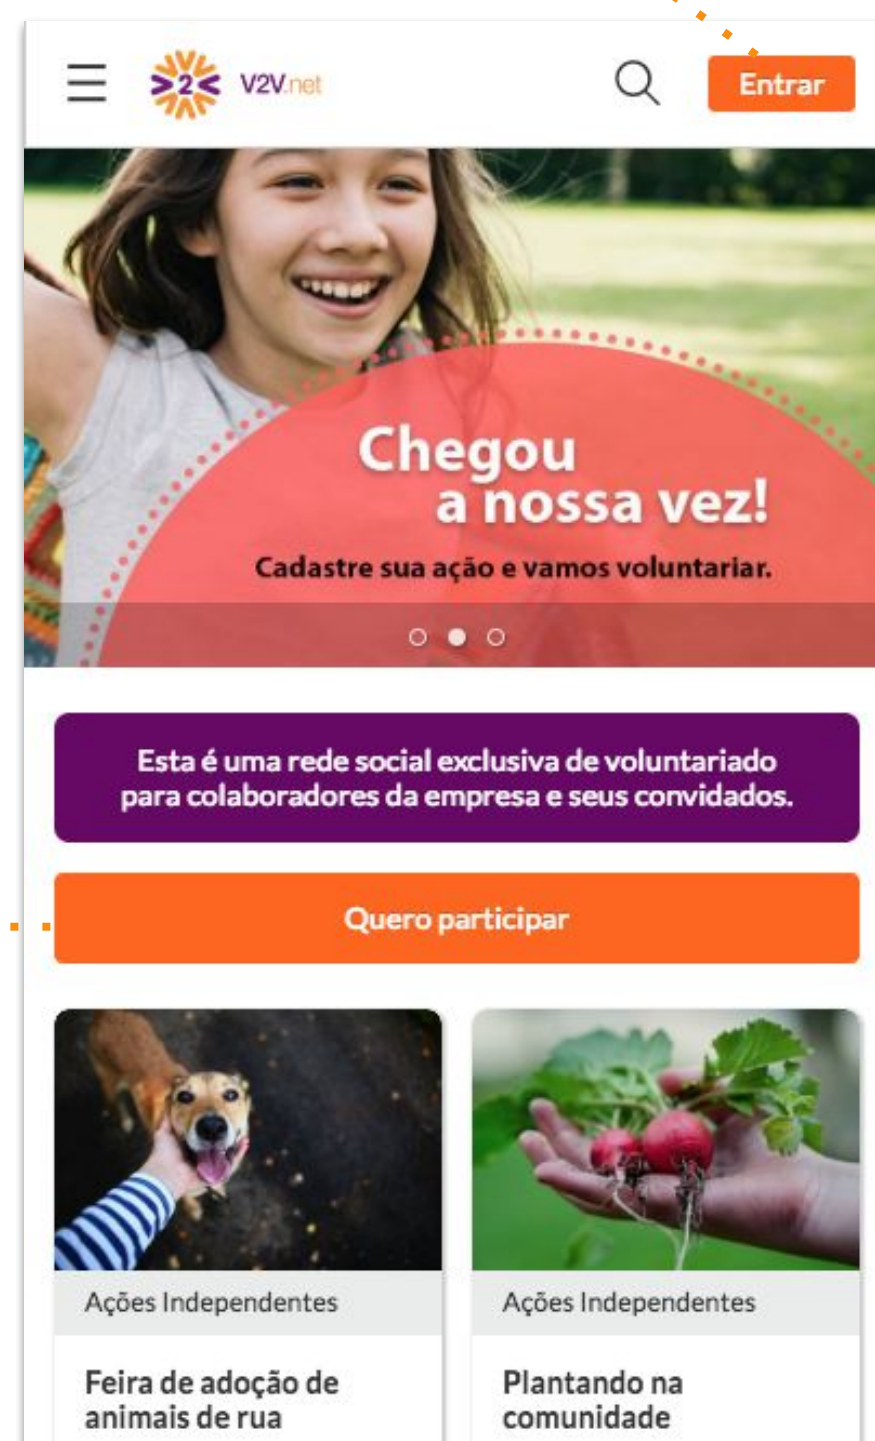 >2< V2V.net
Entrar
Chegou
a nossa vez!
Cadastre sua ação e vamos voluntariar.
Esta é uma rede social exclusiva de voluntariado
para colaboradores da empresa e seus convidados.
Quero participar
Ações Independentes
Feira de adoção de
animais de rua
Ações Independentes
Plantando na
comunidade